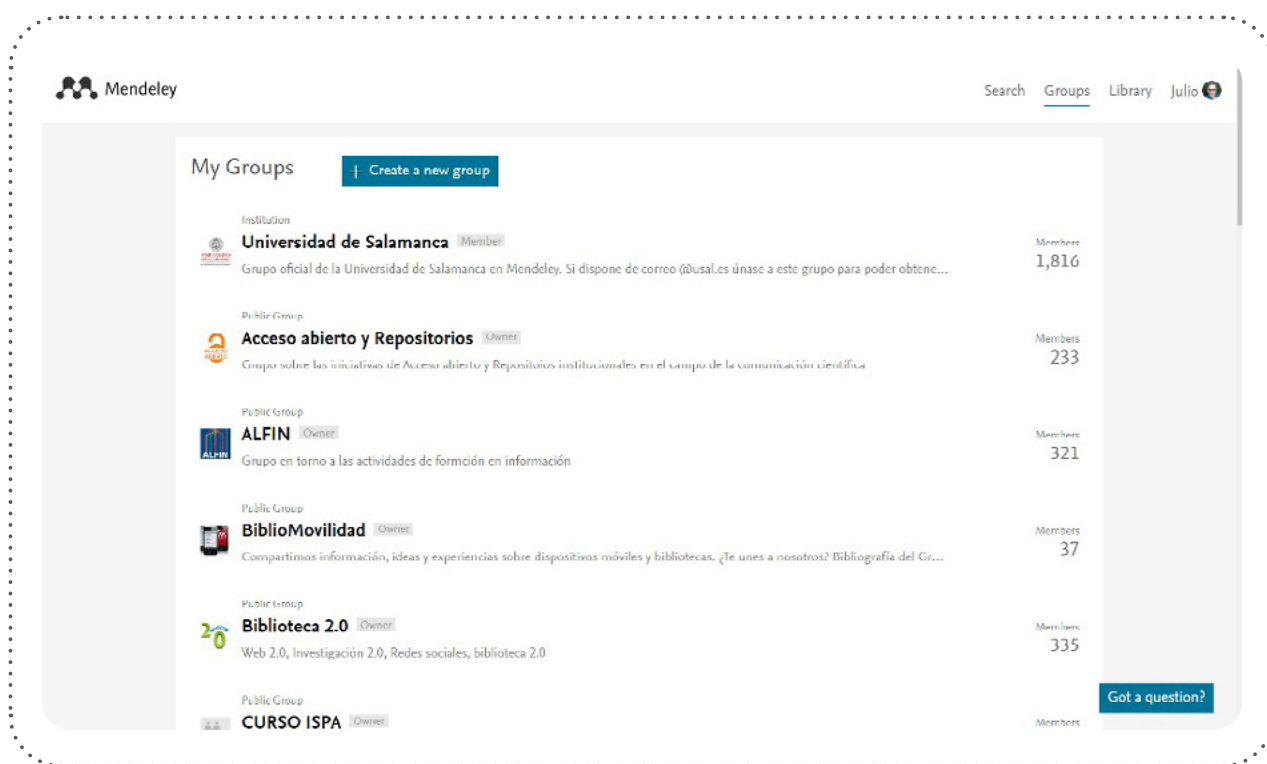 Mendeley
Search Groups Library Julio
My Groups
+ Create a new group
Institution
Universidad de Salamanca Member
Members
Grupo oficial de la Universidad de Salamanca en Mendeley. Si dispone de correo @usal.es únase a este grupo para poder obtene...
1,816
Public Group
Acceso abierto y Repositorios Owner
Members
Grupo sobre las iniciativas de Acceso abierto y Repositoios institucionales en el campo de la comunicación científica
233
Public Group
ALFIN Owner
Members
ALFIN
Grupo en torno a las actividades de formción en información
321
Public Group
BiblioMovilidad Owner
Members
Compartimos información, ideas y experiencias sobre dispositivos móviles y bibliotecas. ¿Te unes a nosotros? Bibliografía del Gr...
37
Public Group
Biblioteca 2.0 Owner
Members
2.0
Web 2.0, Investigación 2.0, Redes sociales, biblioteca 2.0
335
Public Group
Got a question?
CURSO ISPA Owner
Members